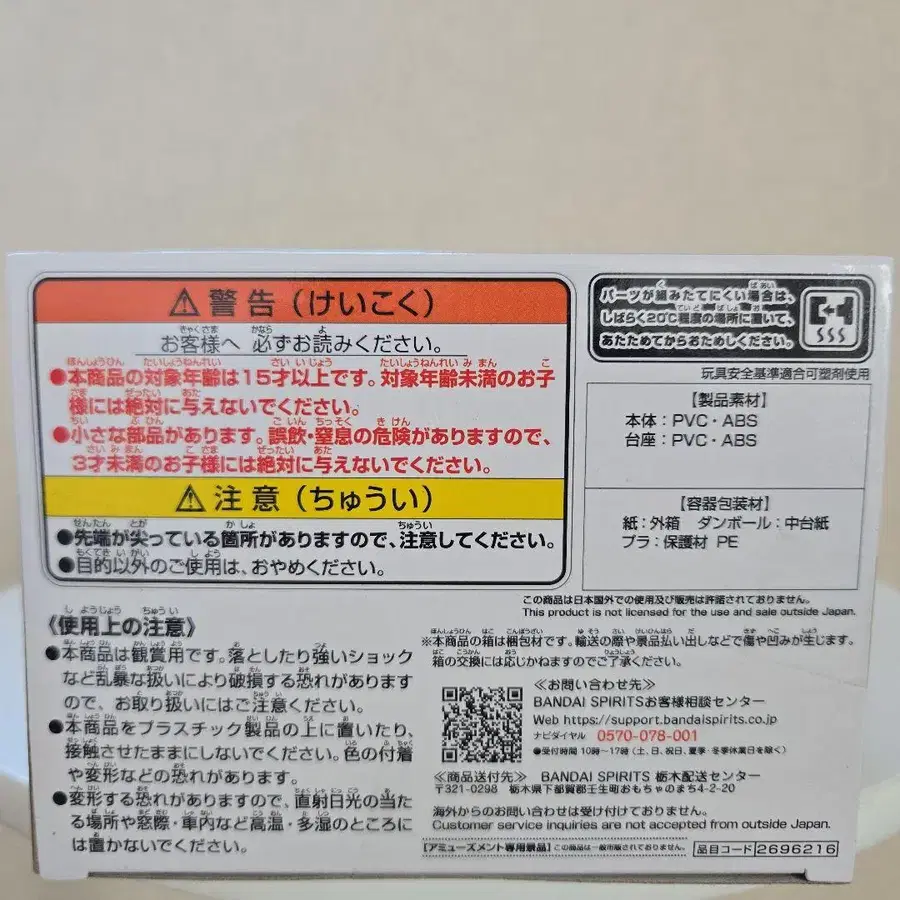 ⚠警告（けいこく）
お客様へ 必ずお読みください。
●本商品の対象年齢は15才以上です。対象年齢未満のお子
様には絶対に与えないでください。
●小さな部品があります。誤飲・窒息の危険がありますので、
3才未満のお子様には絶対に与えないでください。
⚠注意（ちゅうい）
●先端が尖っている箇所がありますので、注意してください。
●目的以外のご使用は、おやめください。
《使用上の注意》
●本商品は観賞用です。落としたり強いショック
など乱暴な扱いにより破損する恐れがあります
ので、お取り扱いにはご注意ください。
●本商品をプラスチック製品の上に置いたり、
接触させたままにしないでください。色の付着
や変形などの恐れがあります。
●変形する恐れがありますので、直射日光の当た
る場所や窓際・車内など高温・多湿のところに
は置かないでください。
パーツが組みたてにくい場合は、
しばらく20℃程度の場所に置いて、
あたためてからおためしください。
玩具安全基準適合可塑剤使用
【製品素材】
本体：PVC・ABS
台座：PVC・ABS
【容器包装材】
紙：外箱 ダンボール：中台紙
プラ：保護材 PE
この商品は日本国外での使用及び販売は許諾されておりません。
This product is not licensed for the use and sale outside Japan.
※本商品の箱は梱包材です。輸送の際や景品払い出しなどで傷や凹みが生じます。
箱の交換には応じかねますのでご了承ください。
≪お問い合わせ先≫
BANDAI SPIRITSお客様相談センター
Web https://support.bandaispirits.co.jp
ナビダイヤル 0570-078-001
●受付時間 10時～17時（土、日、祝日、夏季・冬季休業日を除く）
≪商品送付先≫ BANDAI SPIRITS 栃木配送センター
〒321-0298 栃木県下都賀郡壬生町おもちゃのまち4-2-20
海外からのお問い合わせは受け付けておりません。
Customer service inquiries are not accepted from outside Japan.
【アミューズメント専用景品】 この商品は一般市販されておりません。
品目コード 2696216